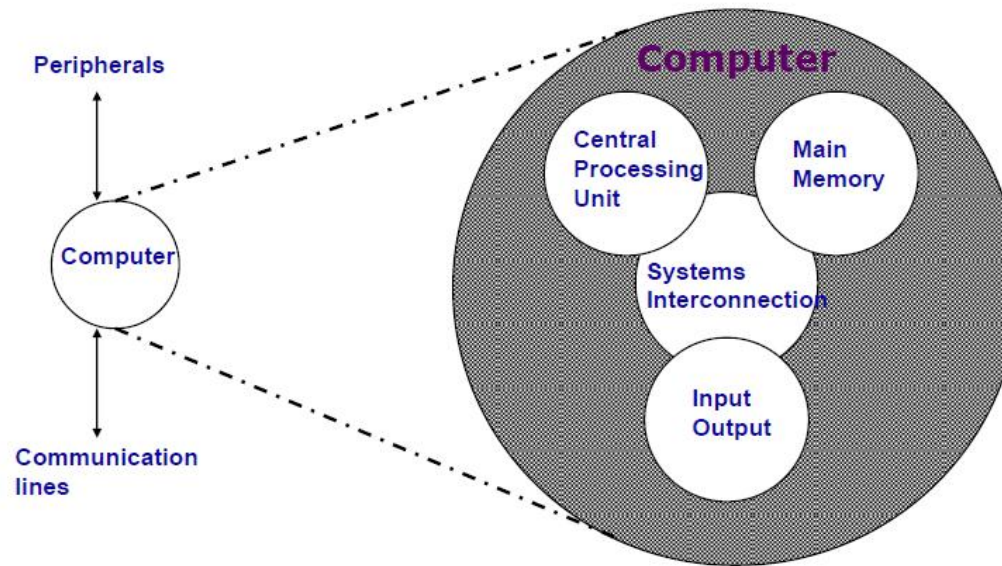 Peripherals
Computer
Communication
lines
Computer
Central
Processing
Unit
Main
Memory
Systems
Interconnection
Input
Output